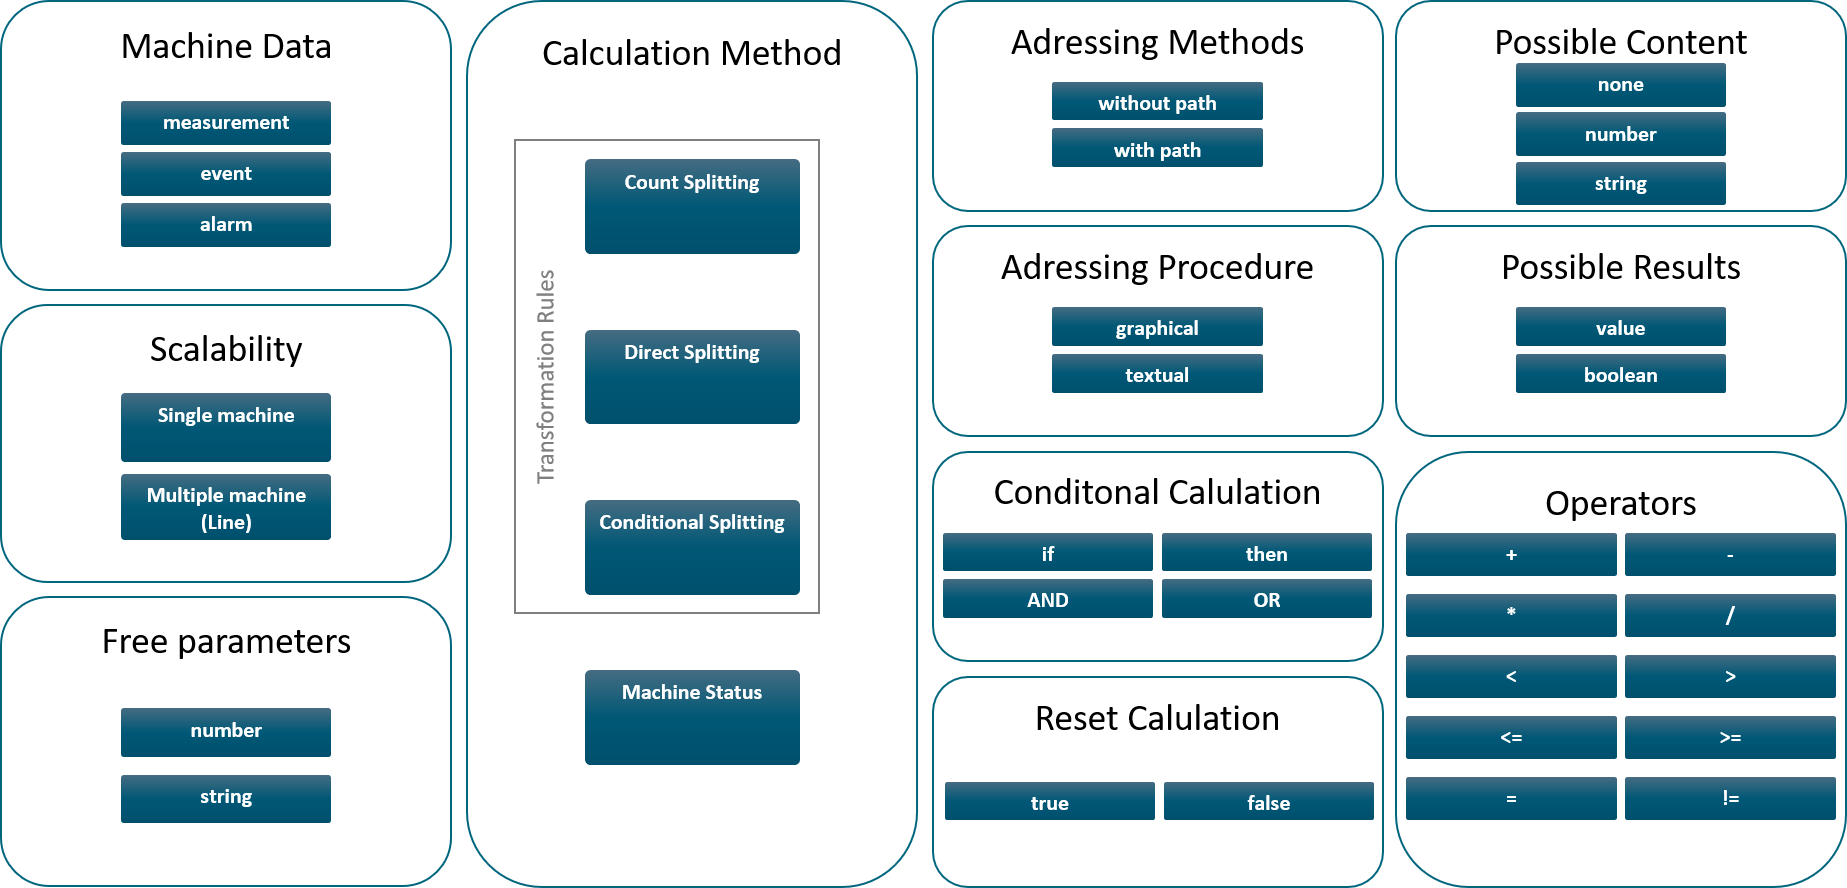 Machine Data
measurement
event
alarm
Scalability
Single machine
Multiple machine
(Line)
Free parameters
number
string
Calculation Method
Transformation Rules
Count Splitting
Direct Splitting
Conditional Splitting
Machine Status
Adressing Methods
without path
with path
Adressing Procedure
graphical
textual
Conditonal Calulation
if then
AND OR
Reset Calulation
true false
Possible Content
none
number
string
Possible Results
value
boolean
Operators
+ -
* /
< >
<= >=
= !=